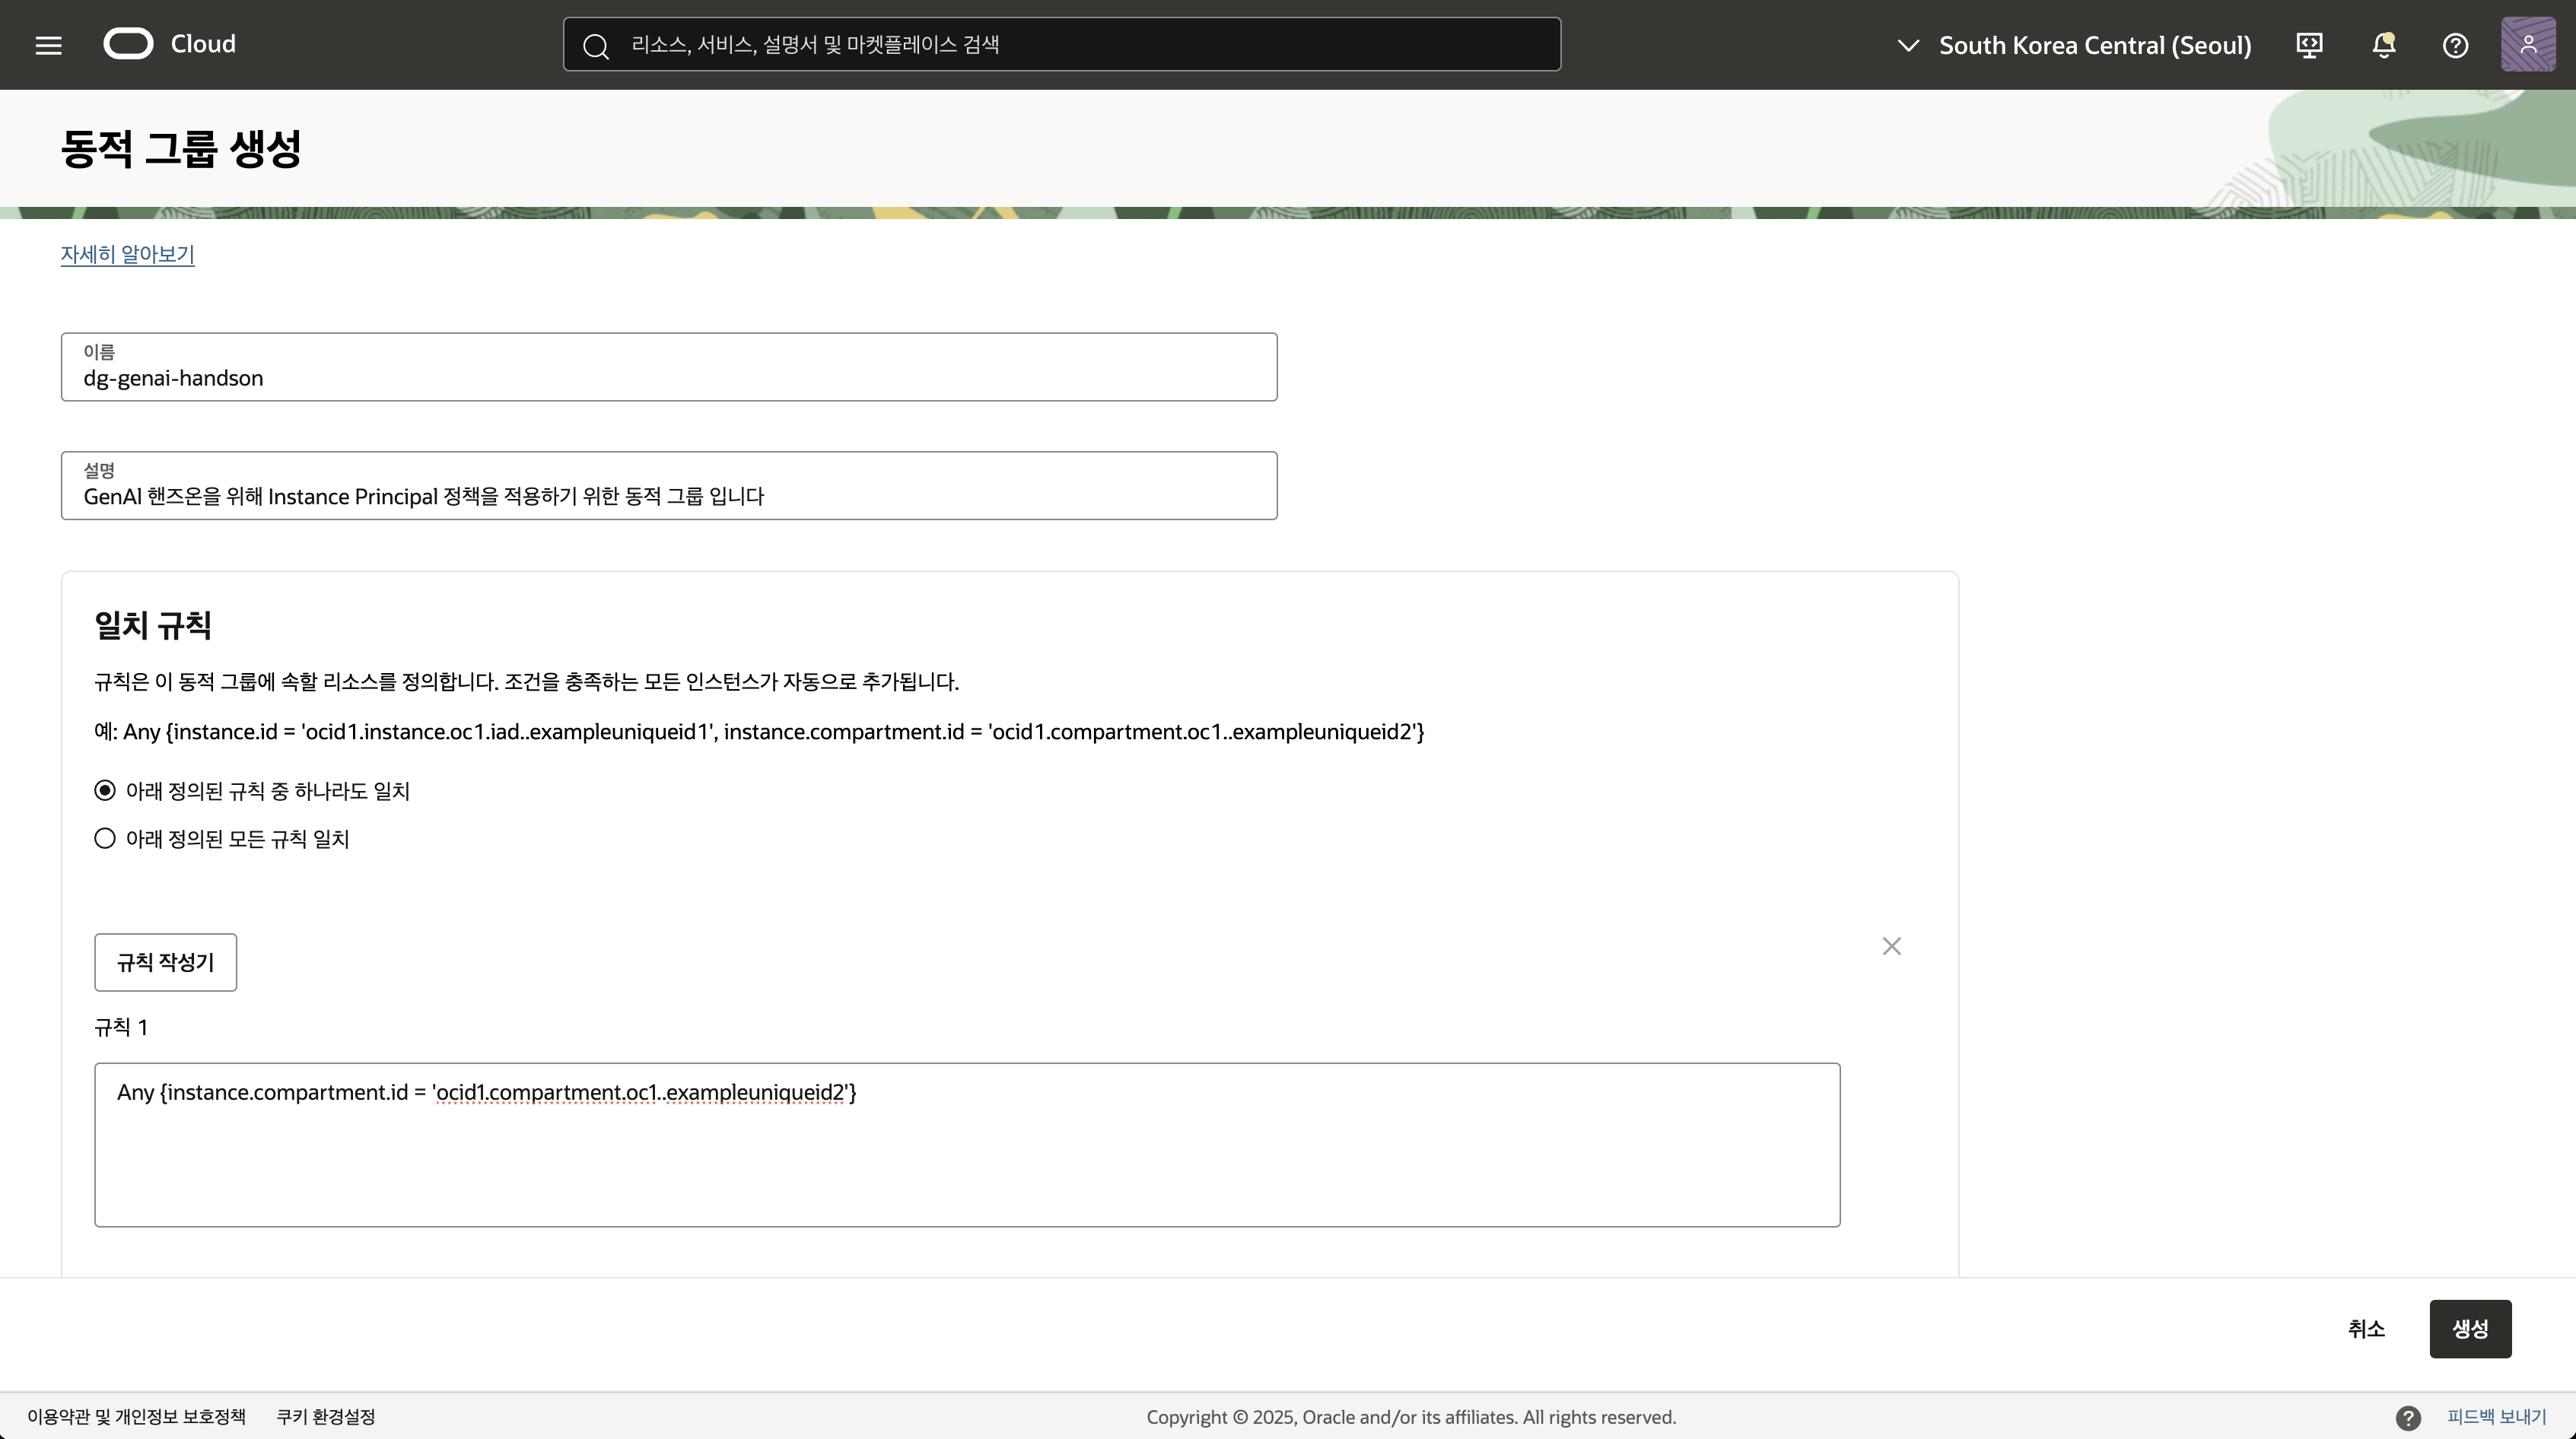 Cloud
리소스, 서비스, 설명서 및 마켓플레이스 검색
South Korea Central (Seoul)
동적 그룹 생성
자세히 알아보기
이름
dg-genai-handson
설명
GenAI 핸즈온을 위해 Instance Principal 정책을 적용하기 위한 동적 그룹 입니다
일치 규칙
규칙은 이 동적 그룹에 속할 리소스를 정의합니다. 조건을 충족하는 모든 인스턴스가 자동으로 추가됩니다.
예: Any {instance.id = 'ocid1.instance.oc1.iad..exampleuniqueid1', instance.compartment.id = 'ocid1.compartment.oc1..exampleuniqueid2'}
아래 정의된 규칙 중 하나라도 일치
아래 정의된 모든 규칙 일치
규칙 작성기
규칙 1
Any {instance.compartment.id = 'ocid1.compartment.oc1..exampleuniqueid2'}
취소
생성
이용약관 및 개인정보 보호정책
쿠키 환경설정
Copyright © 2025, Oracle and/or its affiliates. All rights reserved.
피드백 보내기